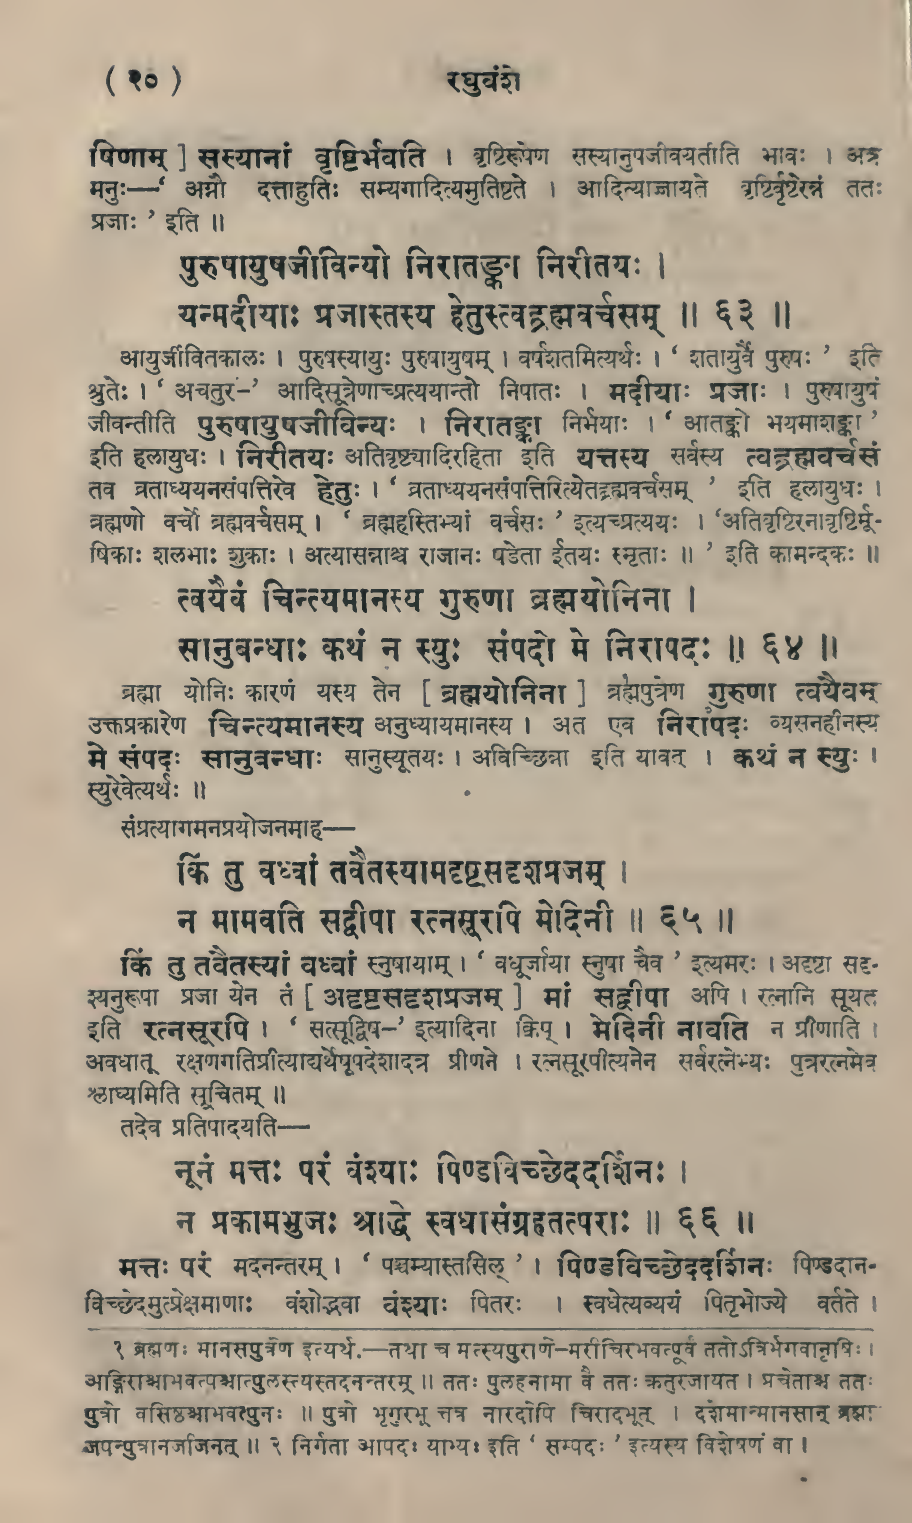 ( १० ) रघुवंशे
षिणाम् ] सस्यानां वृष्टिर्भवति । वृष्टिरूपेण सस्यानुपजीवयतीति भावः । अत्र
मनुः—‘ अग्नौ दत्ताहुतिः सम्यगादित्यमुतिष्टते । आदित्याज्जायते वृष्टिर्वृष्टेरन्नं ततः
प्रजाः ’ इति ॥
पुरुषायुषजीविन्यो निरातङ्का निरीतयः ।
यन्मदीयाः प्रजास्तस्य हेतुस्त्वद्ब्रह्मवर्चसम् ॥ ६३ ॥
आयुर्जीवितकालः । पुरुषस्यायुः पुरुषायुषम् । वर्षशतमित्यर्थः । ‘ शतायुर्वै पुरुषः ’ इति
श्रुतेः । ‘ अचतुर-’ आदिसूत्रेणाच्प्रत्ययान्तो निपातः । मदीयाः प्रजाः । पुरुषायुषं
जीवन्तीति पुरुषायुषजीविन्यः । निरातङ्का निर्भयाः । ‘ आतङ्को भयमाशङ्का ’
इति हलायुधः । निरीतयः अतिवृष्ट्यादिरहिता इति यत्तस्य सर्वस्य त्वद्ब्रह्मवर्चसं
तव व्रताध्ययनसंपत्तिरेव हेतुः । ‘ व्रताध्ययनसंपत्तिरित्येतद्ब्रह्मवर्चसम् ’ इति हलायुधः ।
ब्रह्मणो वर्चो ब्रह्मवर्चसम् । ‘ ब्रह्महस्तिभ्यां वर्चसः ’ इत्यच्प्रत्ययः । ‘अतिवृष्टिरनावृष्टिर्मू-
षिकाः शलभाः शुकाः । अत्यासन्नाश्च राजानः षडेता ईतयः स्मृताः ॥ ’ इति कामन्दकः ॥
त्वयैवं चिन्त्यमानस्य गुरुणा ब्रह्मयोनिना ।
सानुबन्धाः कथं न स्युः संपदो मे निरापदः ॥ ६४ ॥
ब्रह्मा योनिः कारणं यस्य तेन [ ब्रह्मयोनिना ] ब्रह्मपुत्रेण गुरुणा त्वयैवम्
उक्तप्रकारेण चिन्त्यमानस्य अनुध्यायमानस्य । अत एव निरापदः व्यसनहीनस्य
मे संपदः सानुबन्धाः सानुस्यूतयः । अविच्छिन्ना इति यावत् । कथं न स्युः ।
स्युरेवेत्यर्थः ॥
संप्रत्यागमनप्रयोजनमाह—
किं तु वध्वां तवैतस्यामदृष्टसदृशप्रजम् ।
न मामवति सद्वीपा रत्नसूरपि मेदिनी ॥ ६५ ॥
किं तु तवैतस्यां वध्वां स्नुषायाम् । ‘ वधूर्जाया स्नुषा चैव ’ इत्यमरः । अदृष्टा सदृ-
श्यनुरूपा प्रजा येन तं [ अदृष्टसदृशप्रजम् ] मां सद्वीपा अपि । रत्नानि सूयत
इति रत्नसूरपि । ‘ सत्सूद्विष-’ इत्यादिना क्विप् । मेदिनी नावति न प्रीणाति ।
अवधातू रक्षणगतिप्रीत्याद्यर्थेषूपदेशादत्र प्रीणने । रत्नसूरपीत्यनेन सर्वरत्नेभ्यः पुत्ररत्नमेव
श्लाघ्यमिति सूचितम् ॥
तदेव प्रतिपादयति—
नूनं मत्तः परं वंश्याः पिण्डविच्छेददर्शिनः ।
न प्रकामभुजः श्राद्धे स्वधासंग्रहतत्पराः ॥ ६६ ॥
मत्तः परं मदनन्तरम् । ‘ पञ्चम्यास्तसिल् ’ । पिण्डविच्छेददर्शिनः पिण्डदान-
विच्छेदमुत्प्रेक्षमाणाः वंशोद्भवा वंश्याः पितरः । स्वधेत्यव्ययं पितृभोज्ये वर्तते ।
१ ब्रह्मणः मानसपुत्रेण इत्यर्थ.—तथा च मत्स्यपुराणे–मरीचिरभवत्पूर्वं ततोऽत्रिर्भगवानृषिः ।
अङ्गिराश्चाभवत्पश्चात्पुलस्त्यस्तदनन्तरम् ॥ ततः पुलहनामा वै ततः क्रतुरजायत । प्रचेताश्च ततः
पुत्रो वसिष्ठश्चाभवत्पुनः ॥ पुत्रो भृगुरभू त्तत्र नारदोपि चिरादभूत् । दशेमान्मानसान् ब्रह्मा
जपन्पुत्रानजीजनत् ॥ २ निर्गता आपदः याभ्यः इति ‘ सम्पदः ’ इत्यस्य विशेषणं वा ।